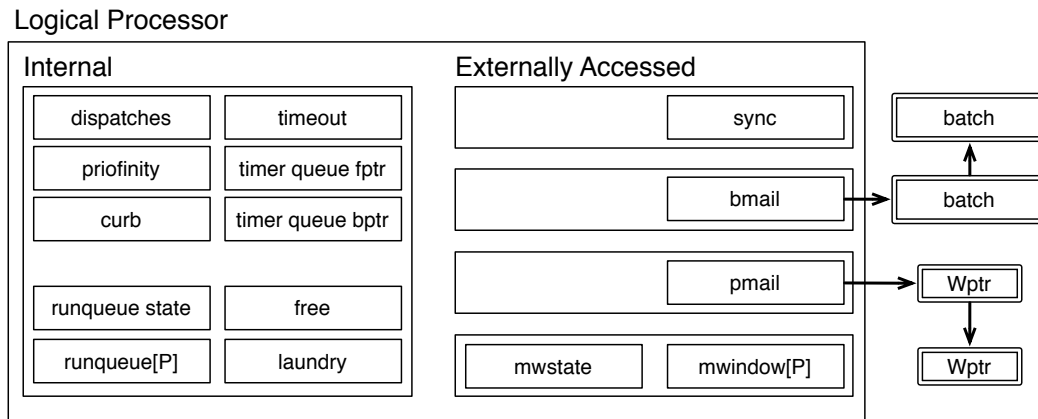 Logical Processor
Internal
dispatches
timeout
priofinity
timer queue fptr
curb
timer queue bptr
runqueue state
free
runqueue[P]
laundry
Externally Accessed
sync
bmail
pmail
mwstate
mwindow[P]
batch
batch
Wptr
Wptr